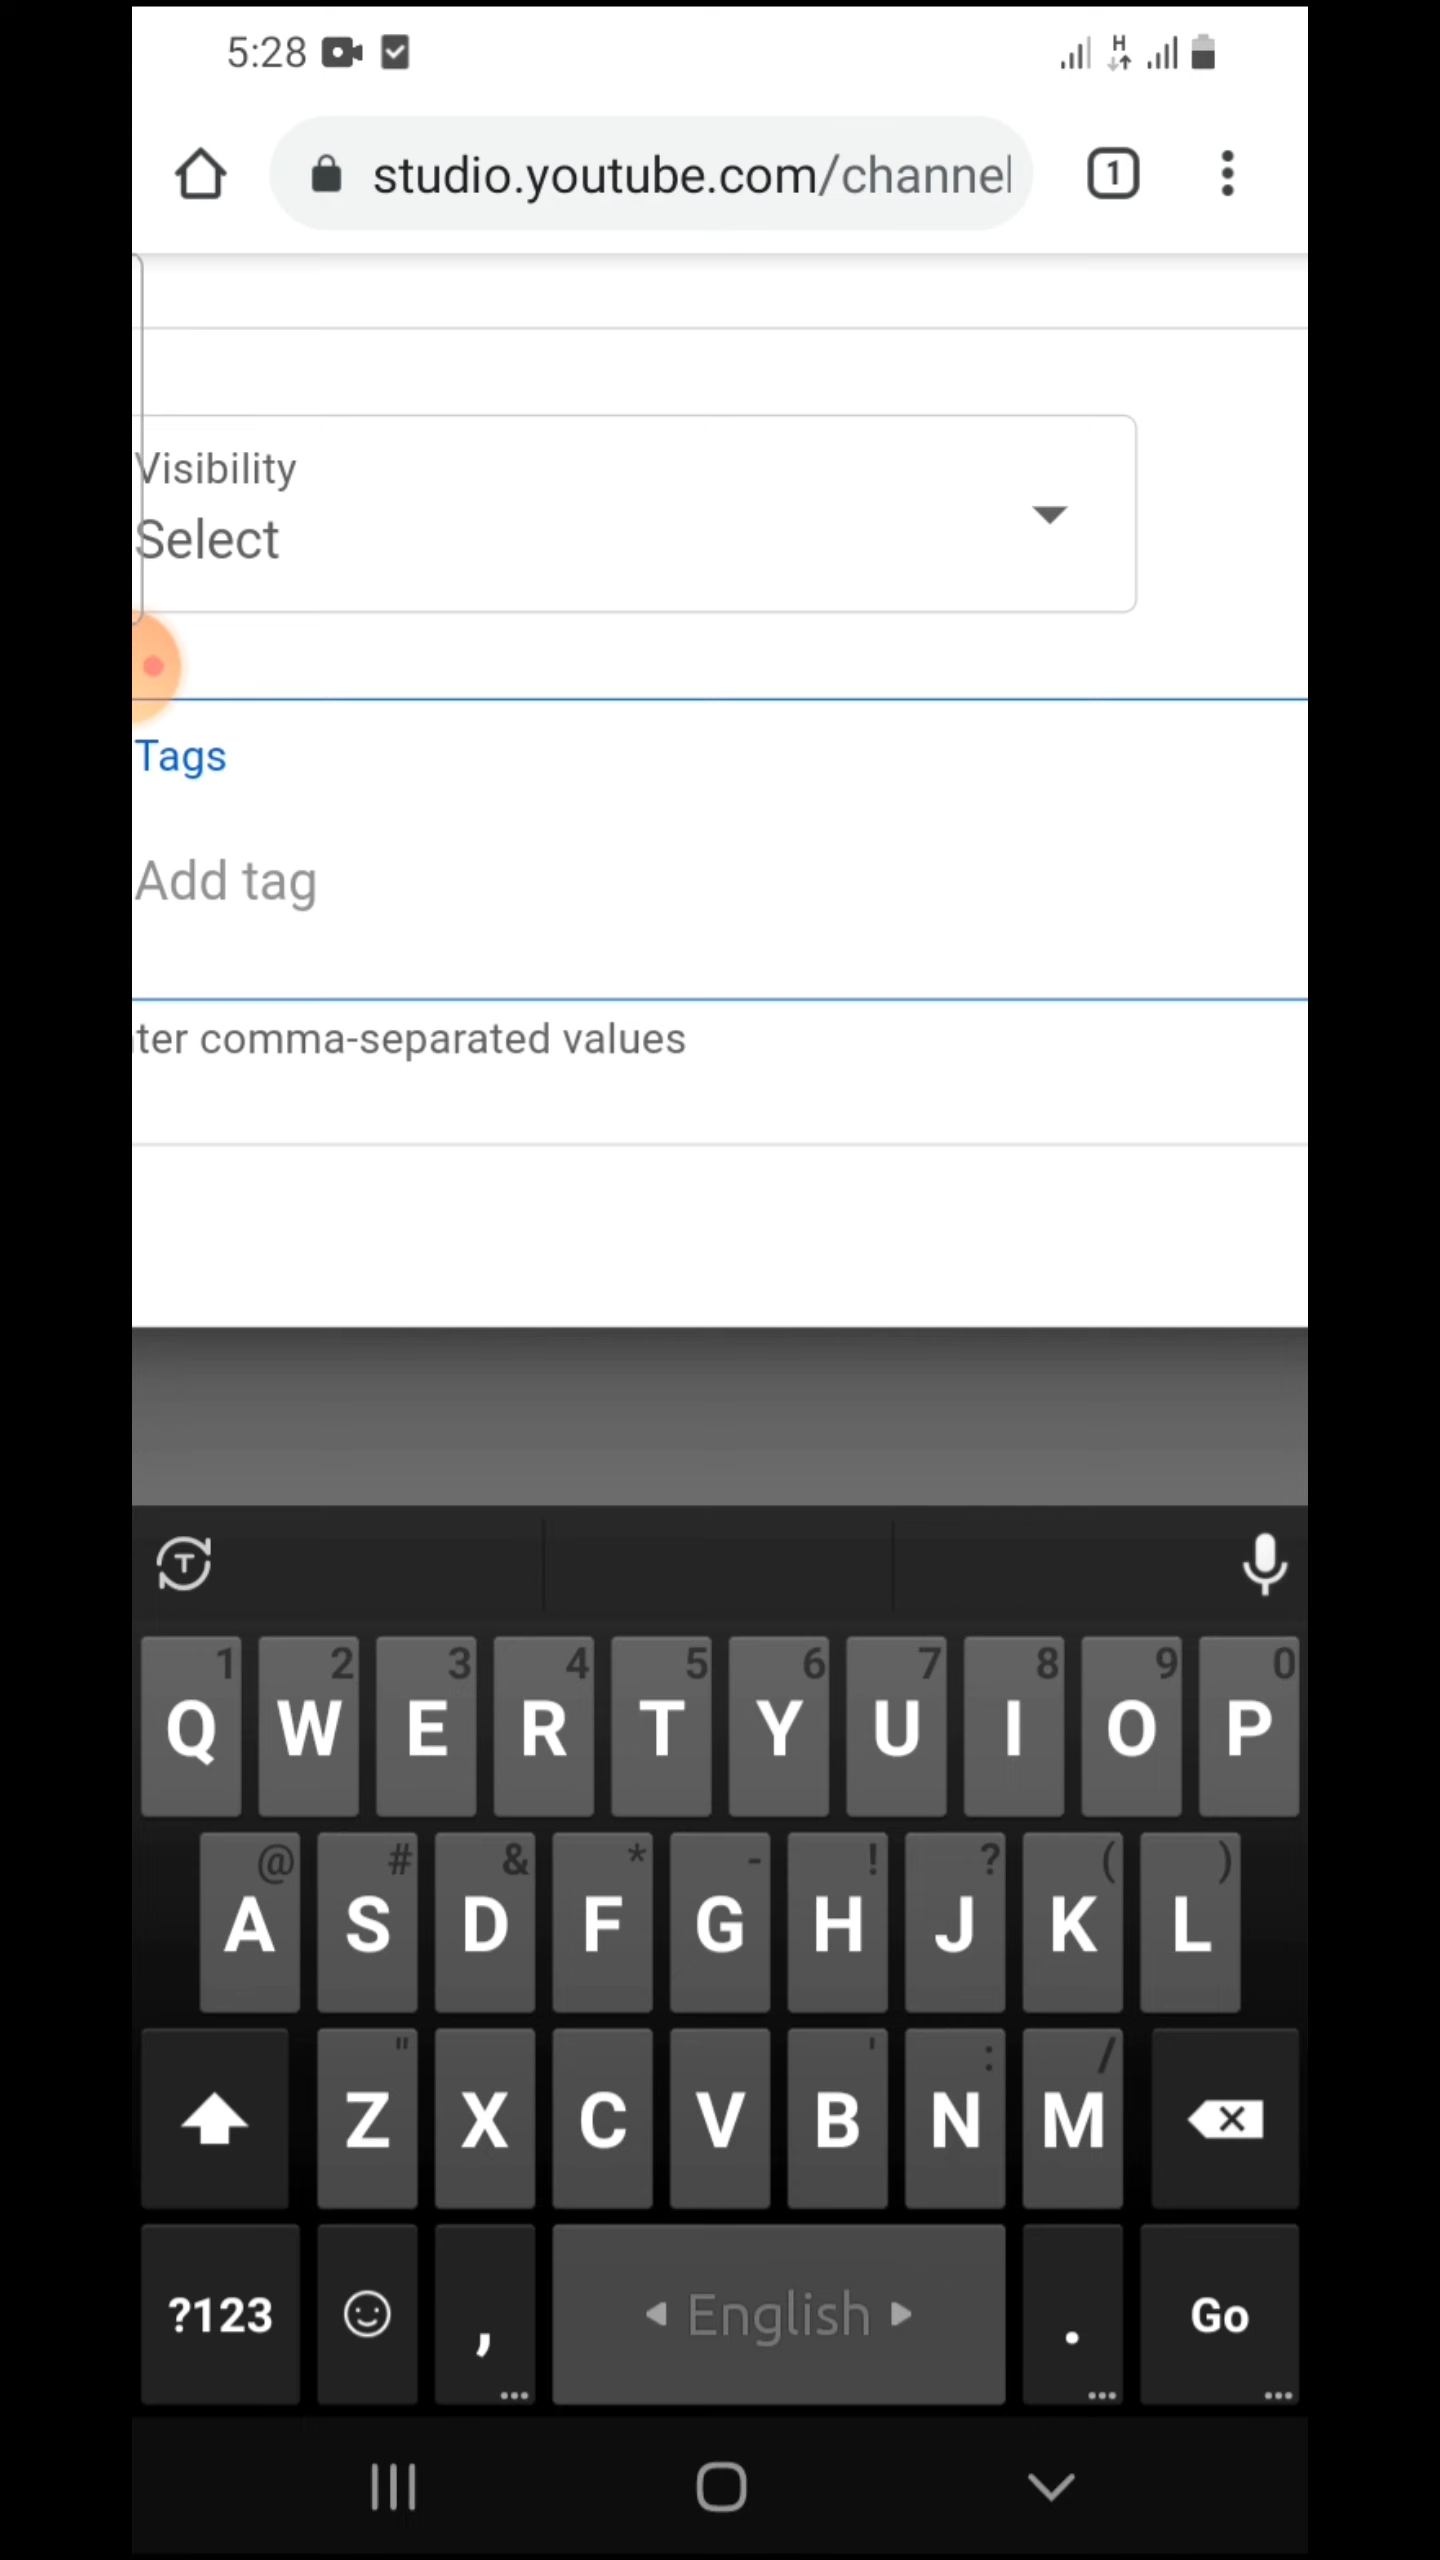 5:28 H
studio.youtube.com/channel 1
Visibility
Select
Tags
Add tag
ter comma-separated values
T
1 2 3 4 5 6 7 8 9 0
Q W E R T Y U I O P
@ # & * - ! ? ( )
A S D F G H J K L
" ' : /
Z X C V B N M
?123 , English . Go